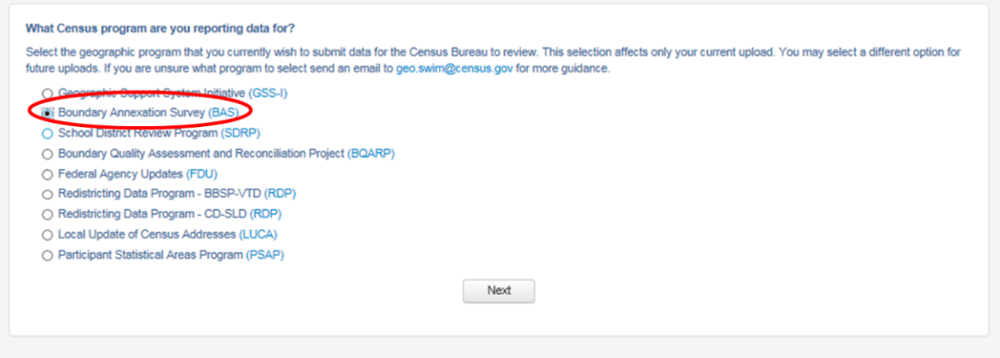 What Census program are you reporting data for?
Select the geographic program that you currently wish to submit data for the Census Bureau to review. This selection affects only your current upload. You may select a different option for
future uploads. If you are unsure what program to select send an email to geo.swim@census.gov for more guidance.
Geographic Support System Initiative (GSS-I)
Boundary Annexation Survey (BAS)
School District Review Program (SDRP)
Boundary Quality Assessment and Reconciliation Project (BQARP)
Federal Agency Updates (FDU)
Redistricting Data Program - BBSP-VTD (RDP)
Redistricting Data Program - CD-SLD (RDP)
Local Update of Census Addresses (LUCA)
Participant Statistical Areas Program (PSAP)
Next